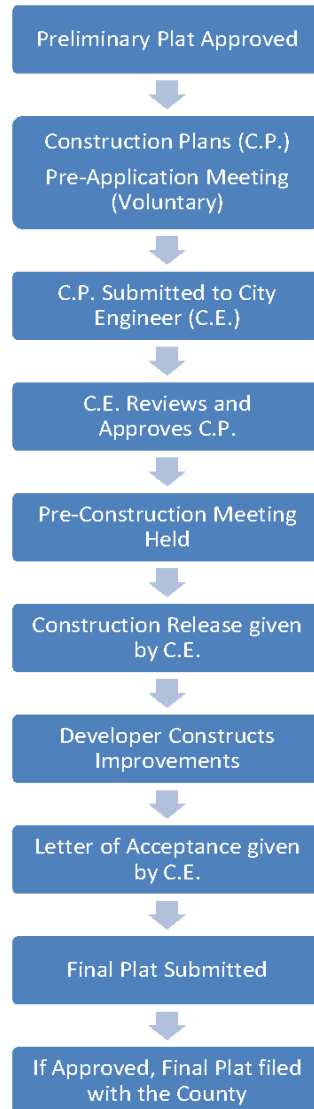 Preliminary Plat Approved
Construction Plans (C.P.)
Pre-Application Meeting
(Voluntary)
C.P. Submitted to City
Engineer (C.E.)
C.E. Reviews and
Approves C.P.
Pre-Construction Meeting
Held
Construction Release given
by C.E.
Developer Constructs
Improvements
Letter of Acceptance given
by C.E.
Final Plat Submitted
If Approved, Final Plat filed
with the County